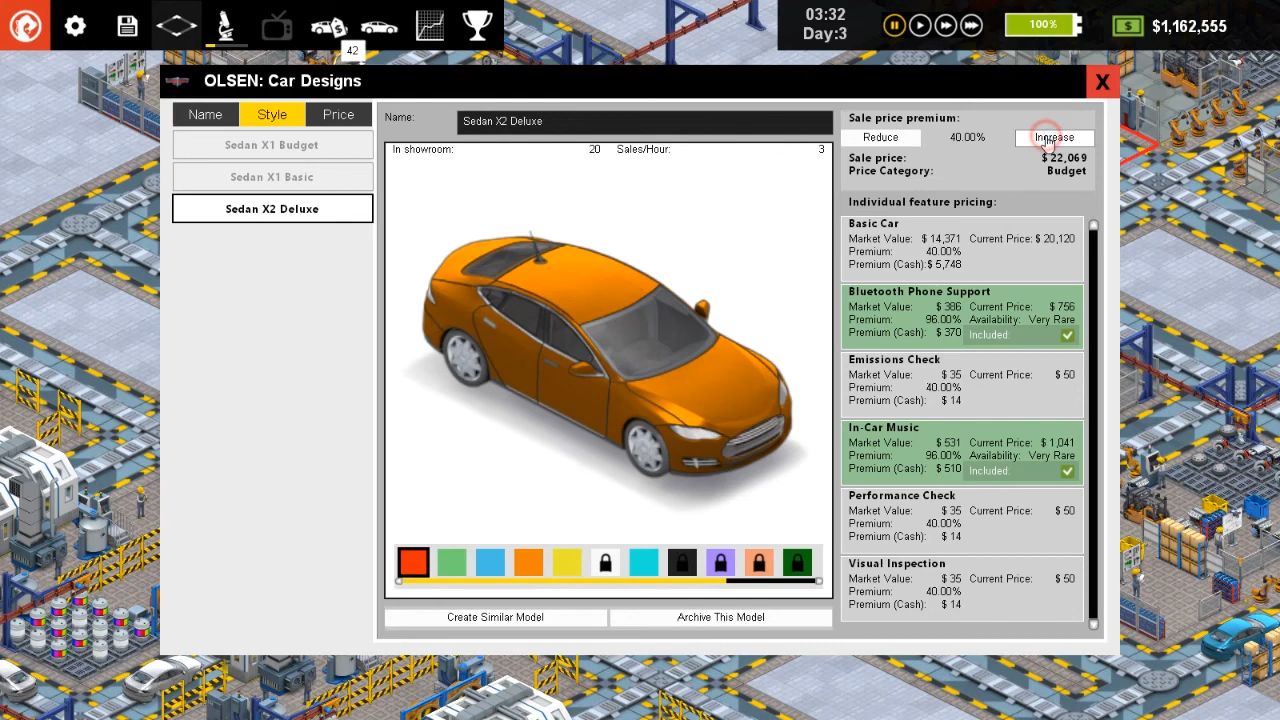 03:32
Day:3
100%
$1,162,555
42
OLSEN: Car Designs
X
Name Style Price
Sedan X1 Budget
Sedan X1 Basic
Sedan X2 Deluxe
Name: Sedan X2 Deluxe
In showroom: 20 Sales/Hour: 3
Create Similar Model Archive This Model
Sale price premium:
Reduce 40.00% Increase
Sale price: $ 22,069
Price Category: Budget
Individual feature pricing:
Basic Car
Market Value: $ 14,371 Current Price: $ 20,120
Premium: 40.00%
Premium (Cash): $ 5,748
Bluetooth Phone Support
Market Value: $ 386 Current Price: $ 756
Premium: 96.00% Availability: Very Rare
Premium (Cash): $ 370 Included:
Emissions Check
Market Value: $ 35 Current Price: $ 50
Premium: 40.00%
Premium (Cash): $ 14
In-Car Music
Market Value: $ 531 Current Price: $ 1,041
Premium: 96.00% Availability: Very Rare
Premium (Cash): $ 510 Included:
Performance Check
Market Value: $ 35 Current Price: $ 50
Premium: 40.00%
Premium (Cash): $ 14
Visual Inspection
Market Value: $ 35 Current Price: $ 50
Premium: 40.00%
Premium (Cash): $ 14